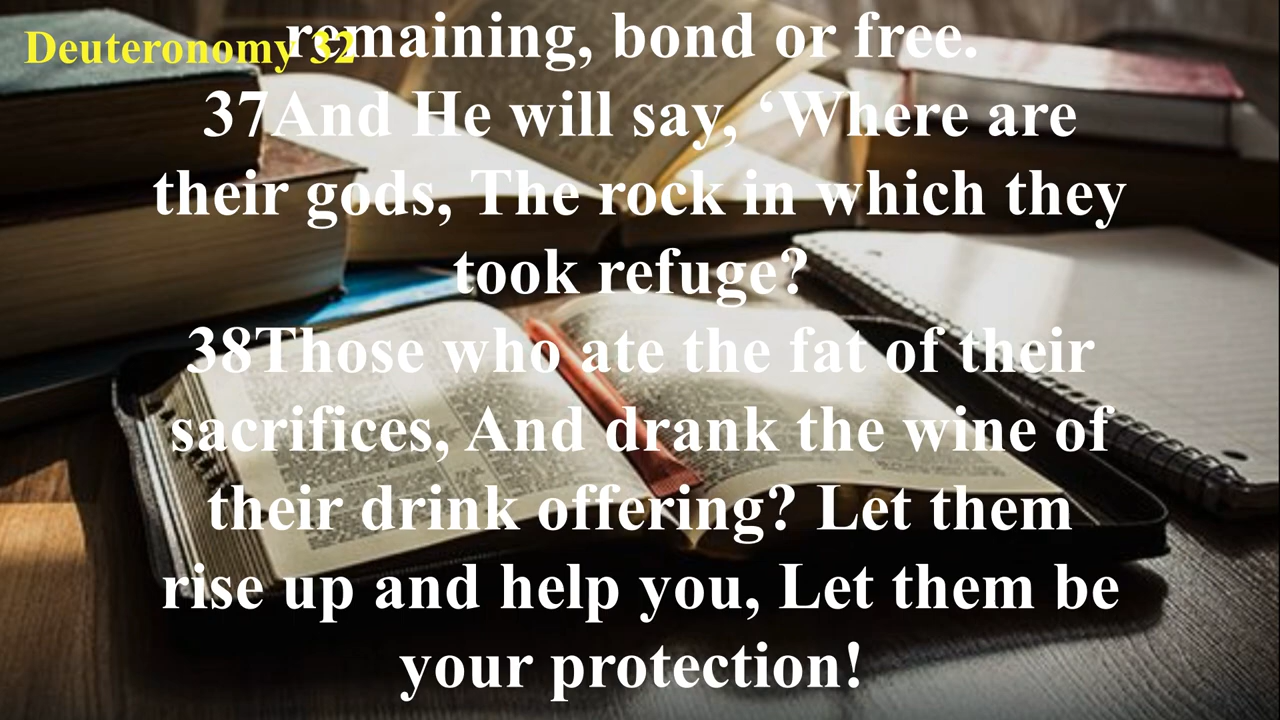 Deuteronomy 32
remaining, bond or free.
37And He will say, ‘Where are
their gods, The rock in which they
took refuge?
38Those who ate the fat of their
sacrifices, And drank the wine of
their drink offering? Let them
rise up and help you, Let them be
your protection!